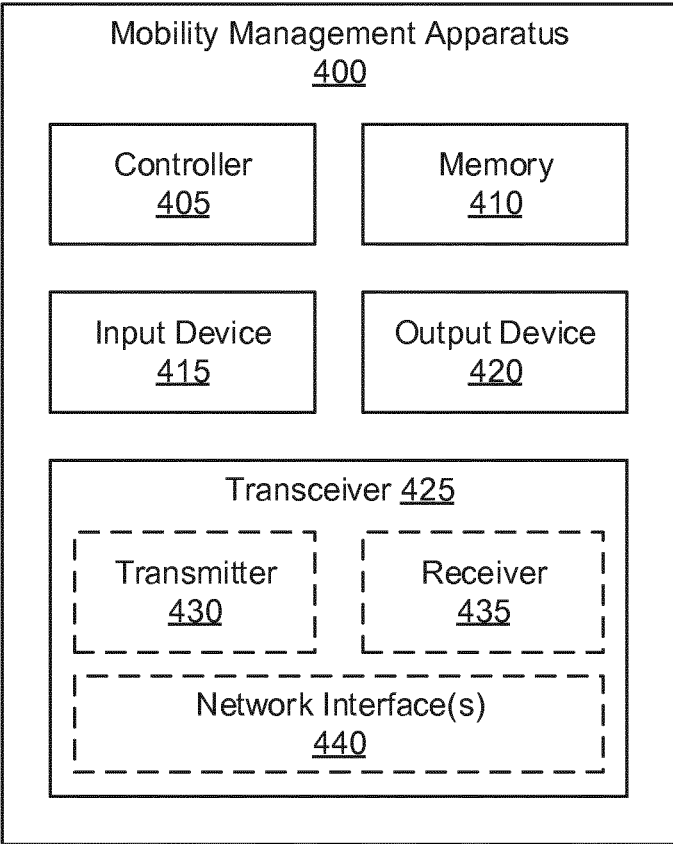 Mobility Management Apparatus
400
Controller
405
Memory
410
Input Device
415
Output Device
420
Transceiver 425
Transmitter
430
Receiver
435
Network Interface(s)
440